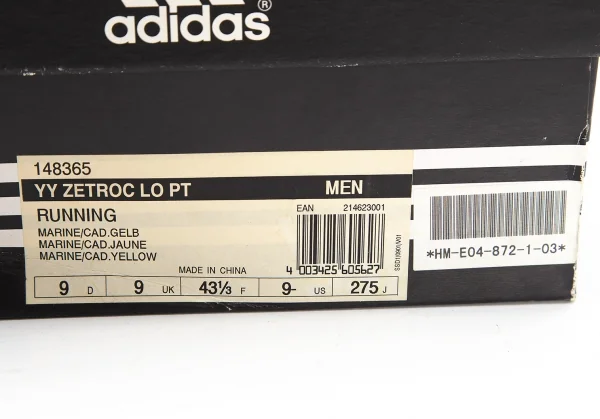 adidas®
148365
YY ZETROC LO PT MEN
RUNNING
EAN 214623001
MARINE/CAD.GELB
MARINE/CAD.JAUNE
MARINE/CAD.YELLOW
MADE IN CHINA
4 003425 605627
9 D 9 UK 43⅓ F 9- US 275 J
*HM-E04-872-1-03*